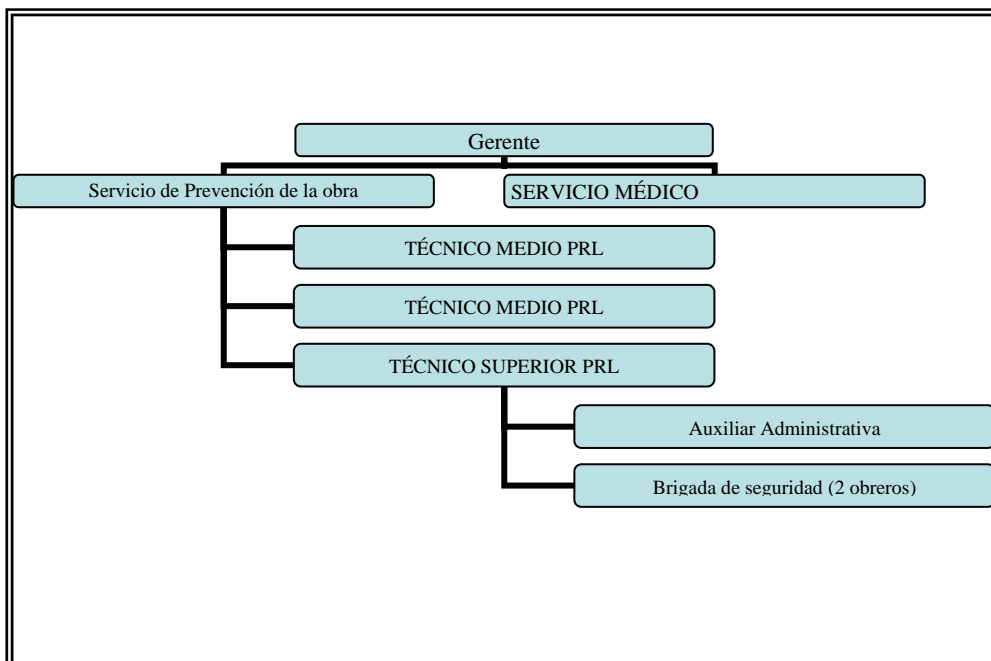 Gerente
Servicio de Prevención de la obra
SERVICIO MÉDICO
TÉCNICO MEDIO PRL
TÉCNICO MEDIO PRL
TÉCNICO SUPERIOR PRL
Auxiliar Administrativa
Brigada de seguridad (2 obreros)